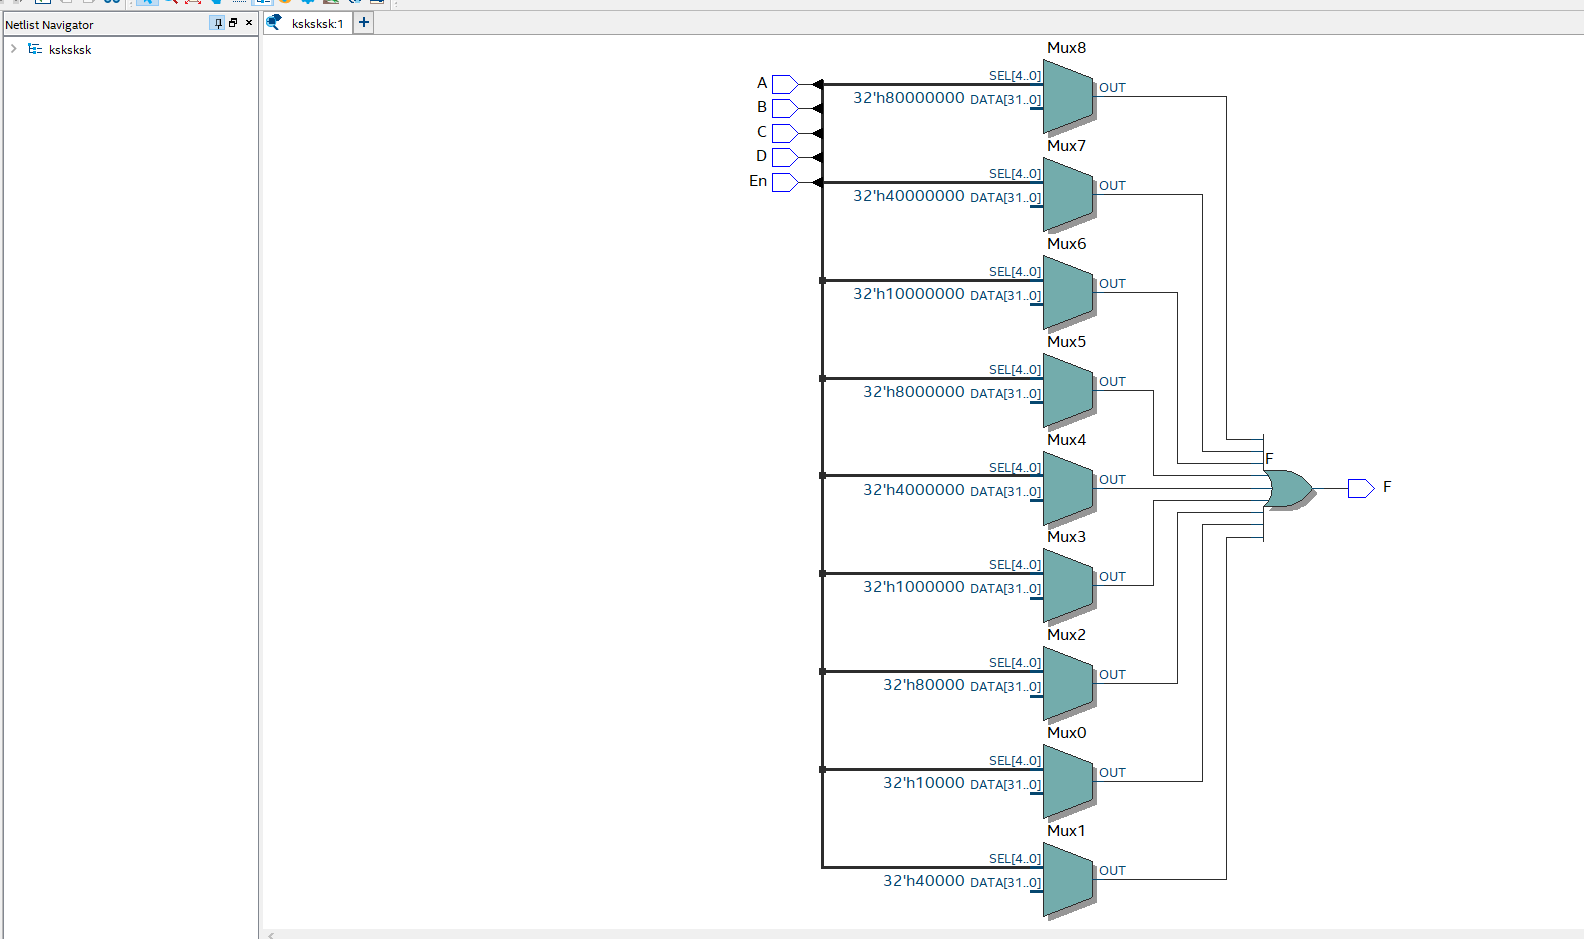 Netlist Navigator
ksksksk
ksksksk:1
A
B
C
D
En
Mux8
SEL[4..0]
32'h80000000 DATA[31..0]
OUT
Mux7
SEL[4..0]
32'h40000000 DATA[31..0]
OUT
Mux6
SEL[4..0]
32'h10000000 DATA[31..0]
OUT
Mux5
SEL[4..0]
32'h8000000 DATA[31..0]
OUT
Mux4
SEL[4..0]
32'h4000000 DATA[31..0]
OUT
Mux3
SEL[4..0]
32'h1000000 DATA[31..0]
OUT
Mux2
SEL[4..0]
32'h80000 DATA[31..0]
OUT
Mux0
SEL[4..0]
32'h10000 DATA[31..0]
OUT
Mux1
SEL[4..0]
32'h40000 DATA[31..0]
OUT
F
F